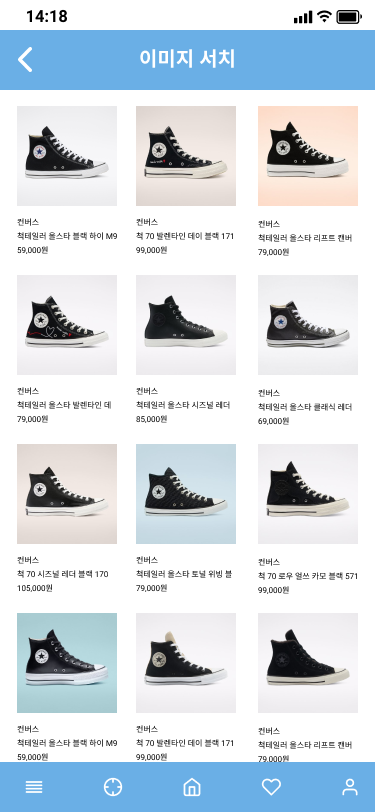 14:18
이미지 서치
컨버스
척테일러 올스타 블랙 하이 M9
59,000원
컨버스
척 70 발렌타인 데이 블랙 171
99,000원
컨버스
척테일러 올스타 리프트 캔버
79,000원
컨버스
척테일러 올스타 발렌타인 데
79,000원
컨버스
척테일러 올스타 시즈널 레더
85,000원
컨버스
척테일러 올스타 클래식 레더
69,000원
컨버스
척 70 시즈널 레더 블랙 170
105,000원
컨버스
척테일러 올스타 토널 위빙 블
79,000원
컨버스
척 70 로우 얼쓰 카모 블랙 571
99,000원
컨버스
척테일러 올스타 블랙 하이 M9
59,000원
컨버스
척 70 발렌타인 데이 블랙 171
99,000원
컨버스
척테일러 올스타 리프트 캔버
79,000원